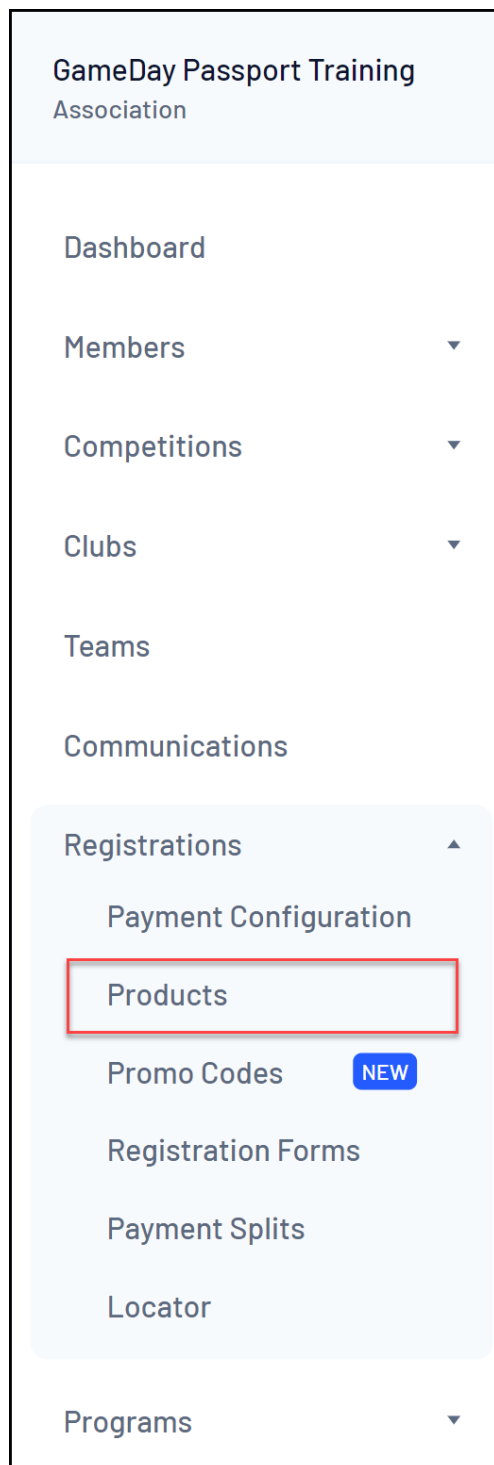 GameDay Passport Training
Association
Dashboard
Members
Competitions
Clubs
Teams
Communications
Registrations
Payment Configuration
Products
Promo Codes NEW
Registration Forms
Payment Splits
Locator
Programs